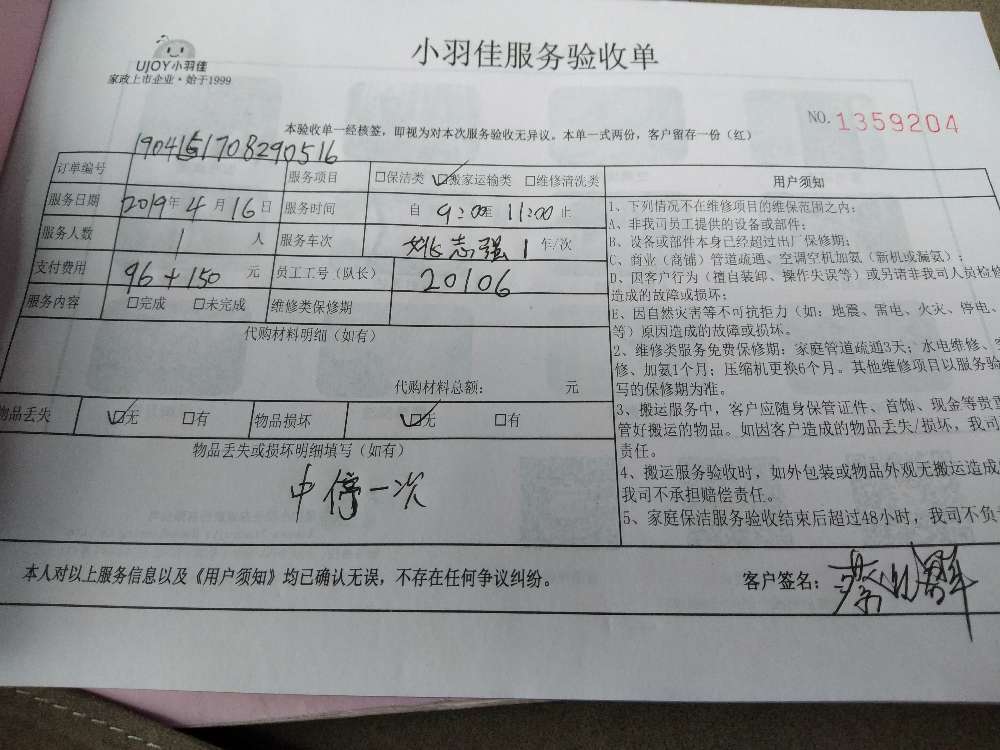 UJOY小羽佳
家政上市企业·始于1999
小羽佳服务验收单
本验收单一经核签，即视为对本次服务验收无异议。本单一式两份，客户留存一份（红）
NO. 1359204
订单编号 1904151708290516 服务项目 □保洁类 ☑搬家运输类 □维修清洗类
服务日期 2019年4月16日 服务时间 自 9:00至 11:00止
服务人数 1 人 服务车次 姚志强 1 车/次
支付费用 96+150 元 员工工号（队长） 20106
服务内容 □完成 □未完成 维修类保修期
代购材料明细（如有）
代购材料总额： 元
物品丢失 ☑无 □有 物品损坏 ☑无 □有
物品丢失或损坏明细填写（如有）
中停一次
用户须知
1、下列情况不在维修项目的维保范围之内：
A、非我司员工提供的设备或部件；
B、设备或部件本身已经超过出厂保修期；
C、商业（商铺）管道疏通、空调空机加氨（新机或漏氨）；
D、因客户行为（擅自装卸、操作失误等）或另请非我司人员检修
造成的故障或损坏；
E、因自然灾害等不可抗拒力（如：地震、雷电、火灾、停电、
等）原因造成的故障或损坏。
2、维修类服务免费保修期：家庭管道疏通3天；水电维修、空
修、加氨1个月；压缩机更换6个月。其他维修项目以服务验
写的保修期为准。
3、搬运服务中，客户应随身保管证件、首饰、现金等贵重
管好搬运的物品。如因客户造成的物品丢失/损坏，我司
责任。
4、搬运服务验收时，如外包装或物品外观无搬运造成
我司不承担赔偿责任。
5、家庭保洁服务验收结束后超过48小时，我司不负
本人对以上服务信息以及《用户须知》均已确认无误，不存在任何争议纠纷。
客户签名：